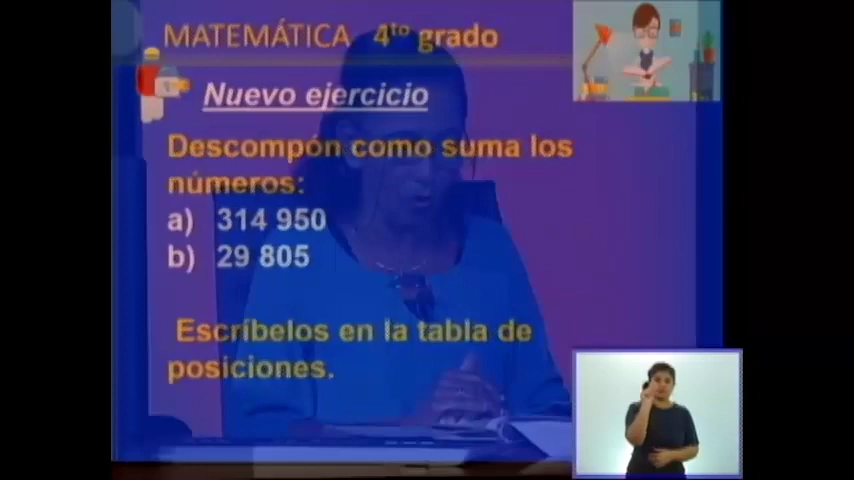 MATEMÁTICA 4to grado
Nuevo ejercicio
Descompón como suma los
números:
a) 314 950
b) 29 805
Escríbelos en la tabla de
posiciones.